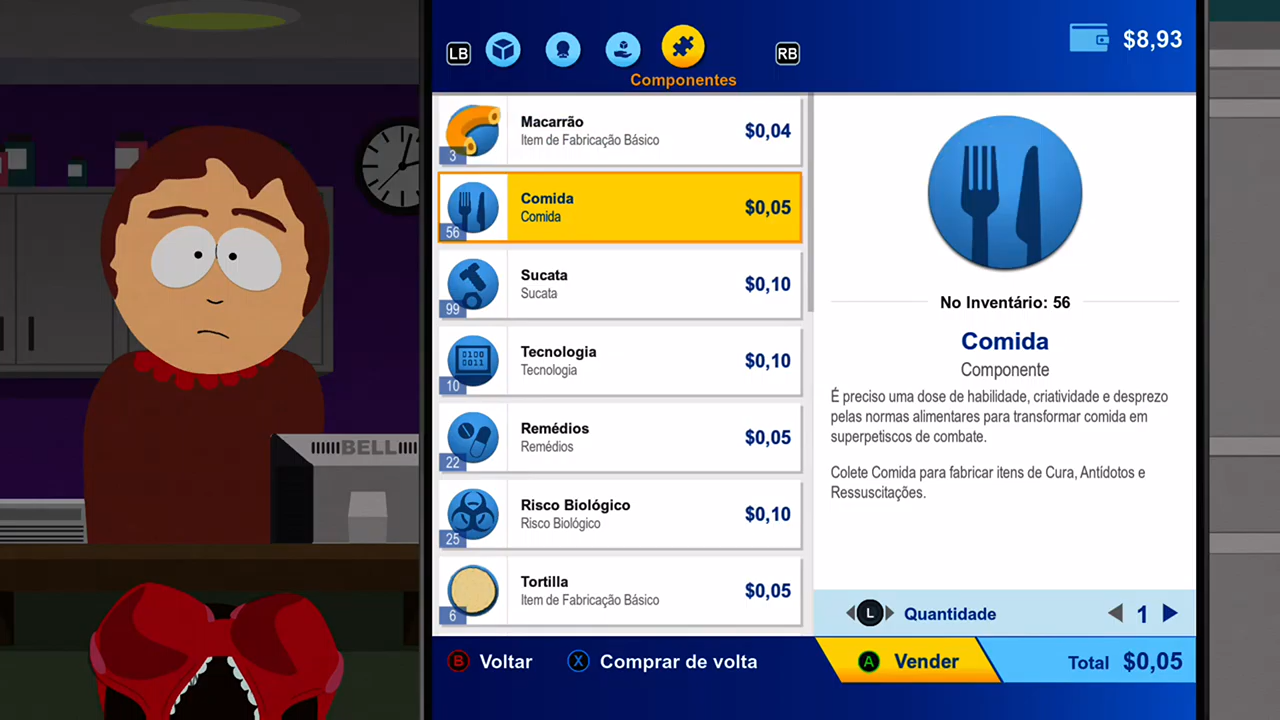 LB
RB
$8,93
Componentes
Macarrão
Item de Fabricação Básico
$0,04
3
Comida
Comida
$0,05
56
Sucata
Sucata
$0,10
99
Tecnologia
Tecnologia
$0,10
0100
0011
10
Remédios
Remédios
$0,05
22
Risco Biológico
Risco Biológico
$0,10
25
Tortilla
Item de Fabricação Básico
$0,05
6
No Inventário: 56
Comida
Componente
É preciso uma dose de habilidade, criatividade e desprezo
pelas normas alimentares para transformar comida em
superpetiscos de combate.
Colete Comida para fabricar itens de Cura, Antídotos e
Ressuscitações.
L Quantidade 1
B Voltar
X Comprar de volta
A Vender
Total $0,05
BELL